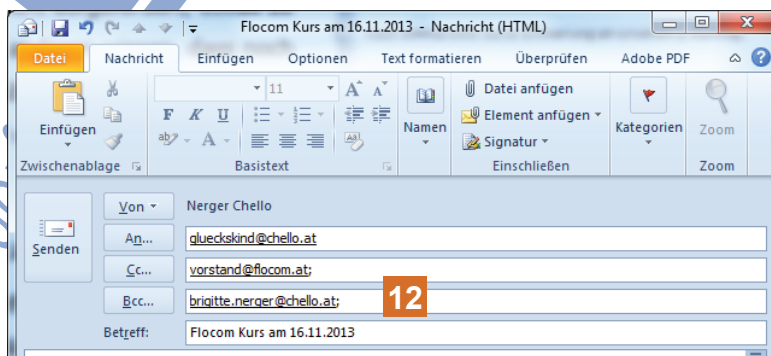 Flocom Kurs am 16.11.2013 - Nachricht (HTML)
Datei Nachricht Einfügen Optionen Text formatieren Überprüfen Adobe PDF
11
F K U
Einfügen
Namen
Datei anfügen
Element anfügen
Signatur
Kategorien
Zoom
Zwischenablage Basistext Einschließen Zoom
Von Nerger Chello
Senden
An... glueckskind@chello.at
Cc... vorstand@flocom.at;
Bcc... brigitte.nerger@chello.at; 12
Betreff: Flocom Kurs am 16.11.2013